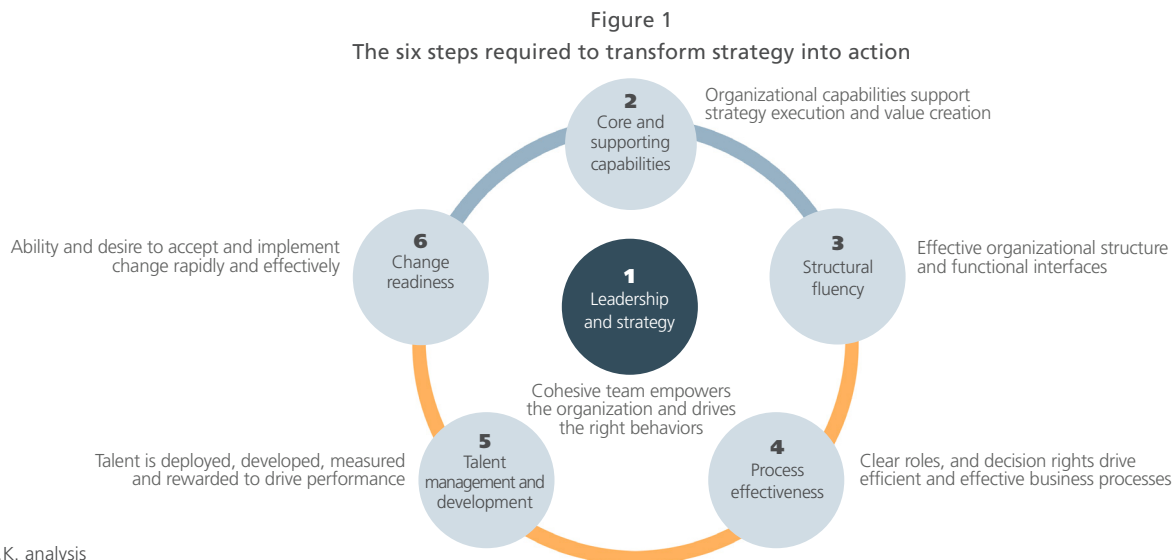 Figure 1
The six steps required to transform strategy into action
2
Core and
supporting
capabilities
Organizational capabilities support
strategy execution and value creation
6
Change
readiness
Ability and desire to accept and implement
change rapidly and effectively
3
Structural
fluency
Effective organizational structure
and functional interfaces
1
Leadership
and strategy
Cohesive team empowers
the organization and drives
the right behaviors
5
Talent
management and
development
Talent is deployed, developed, measured
and rewarded to drive performance
4
Process
effectiveness
Clear roles, and decision rights drive
efficient and effective business processes
.K. analysis